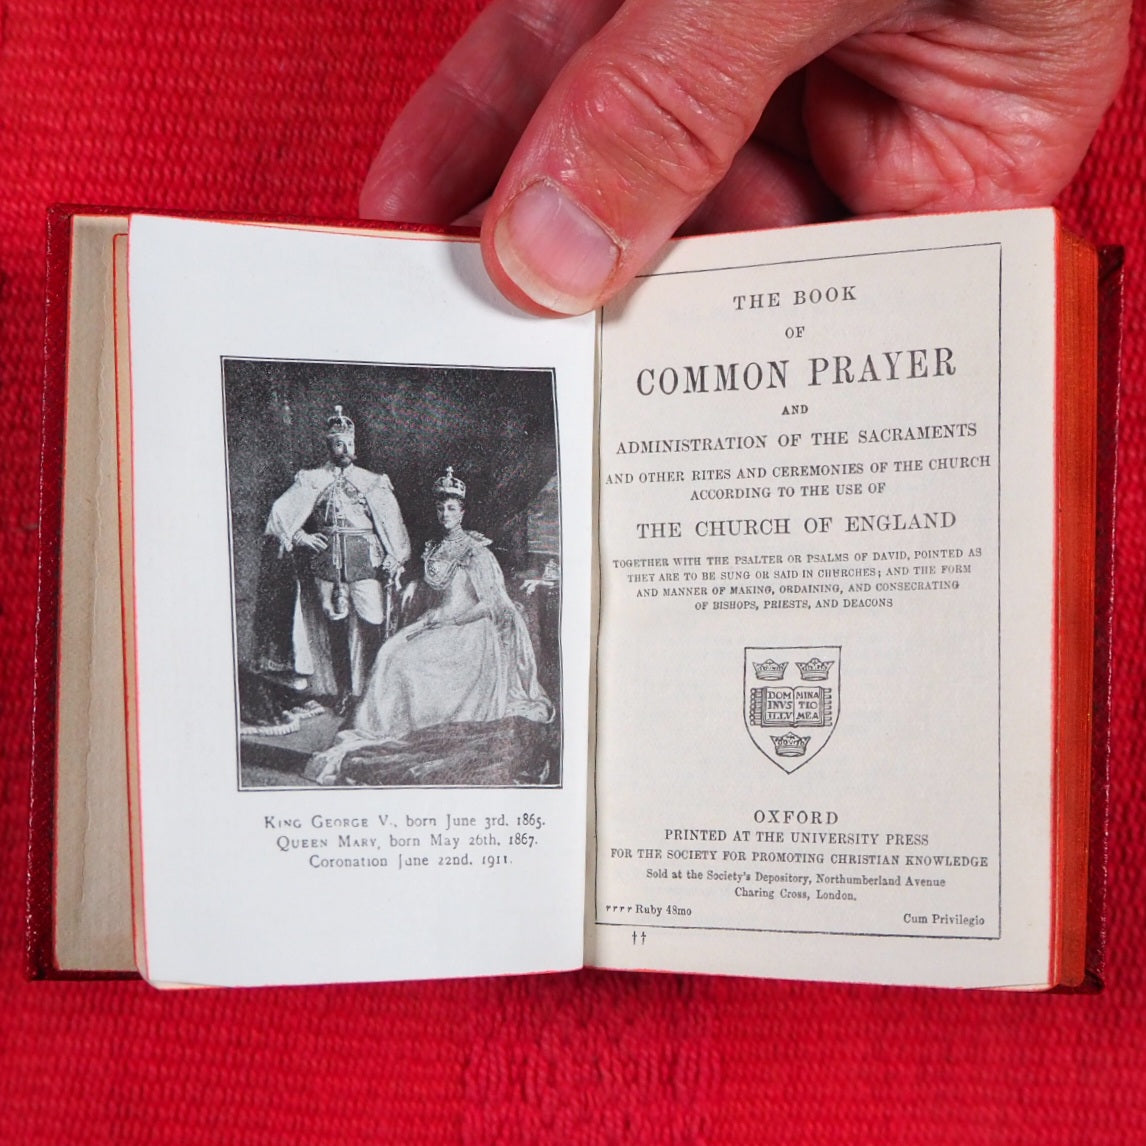 KING GEORGE V., born June 3rd, 1865.
QUEEN MARY, born May 26th, 1867.
Coronation June 22nd, 1911.
THE BOOK
OF
COMMON PRAYER
AND
ADMINISTRATION OF THE SACRAMENTS
AND OTHER RITES AND CEREMONIES OF THE CHURCH
ACCORDING TO THE USE OF
THE CHURCH OF ENGLAND
TOGETHER WITH THE PSALTER OR PSALMS OF DAVID, POINTED AS
THEY ARE TO BE SUNG OR SAID IN CHURCHES; AND THE FORM
AND MANNER OF MAKING, ORDAINING, AND CONSECRATING
OF BISHOPS, PRIESTS, AND DEACONS
DOM MINA
INVS TIO
ILLV MEA
OXFORD
PRINTED AT THE UNIVERSITY PRESS
FOR THE SOCIETY FOR PROMOTING CHRISTIAN KNOWLEDGE
Sold at the Society's Depository, Northumberland Avenue
Charing Cross, London.
rrrr Ruby 48mo
Cum Privilegio
††